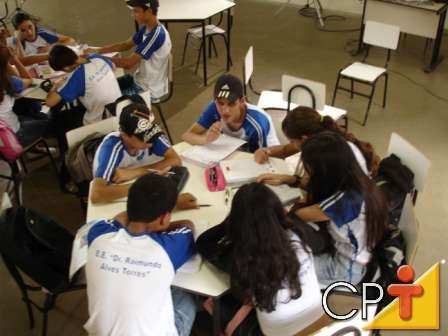 E.E. "Dr. Raimundo
Alves Torres"
CPT